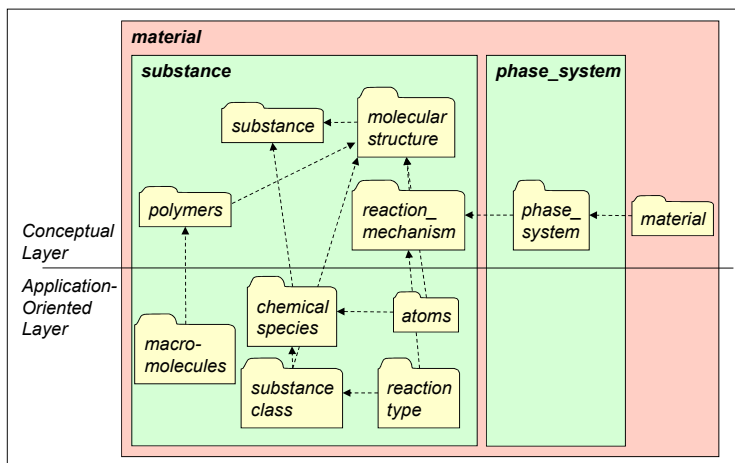 material
substance
phase_system
substance
molecular
structure
polymers
reaction_
mechanism
phase_
system
material
Conceptual
Layer
Application-
Oriented
Layer
chemical
species
atoms
macro-
molecules
substance
class
reaction
type